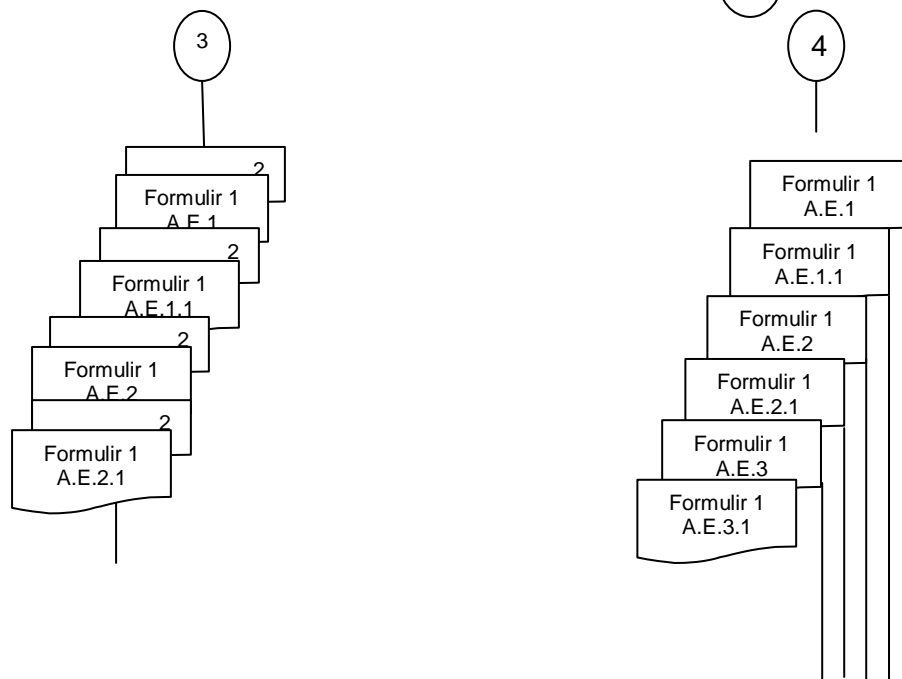 3
2
Formulir 1
A.E.1
2
Formulir 1
A.E.1.1
2
Formulir 1
A.E.2
2
Formulir 1
A.E.2.1
4
Formulir 1
A.E.1
Formulir 1
A.E.1.1
Formulir 1
A.E.2
Formulir 1
A.E.2.1
Formulir 1
A.E.3
Formulir 1
A.E.3.1